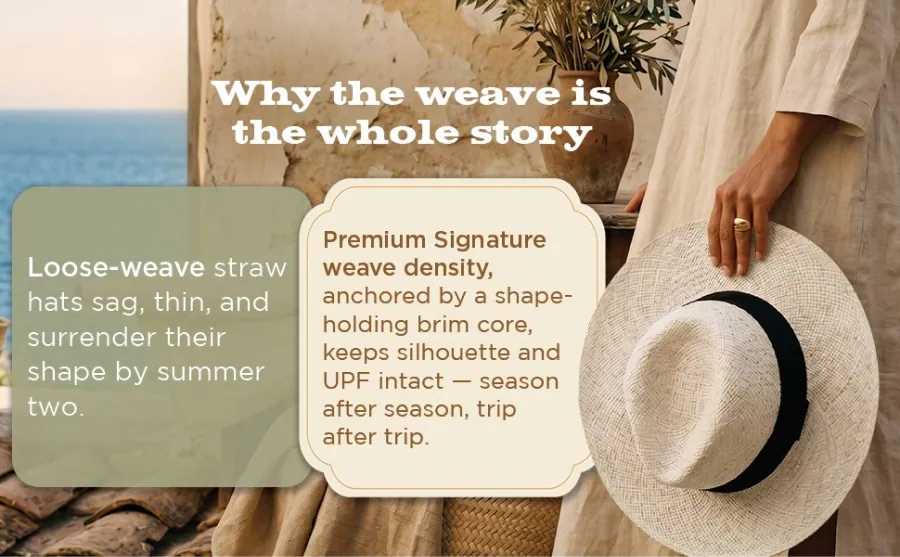 Why the weave is
the whole story
Loose-weave straw
hats sag, thin, and
surrender their
shape by summer
two.
Premium Signature
weave density,
anchored by a shape-
holding brim core,
keeps silhouette and
UPF intact — season
after season, trip
after trip.